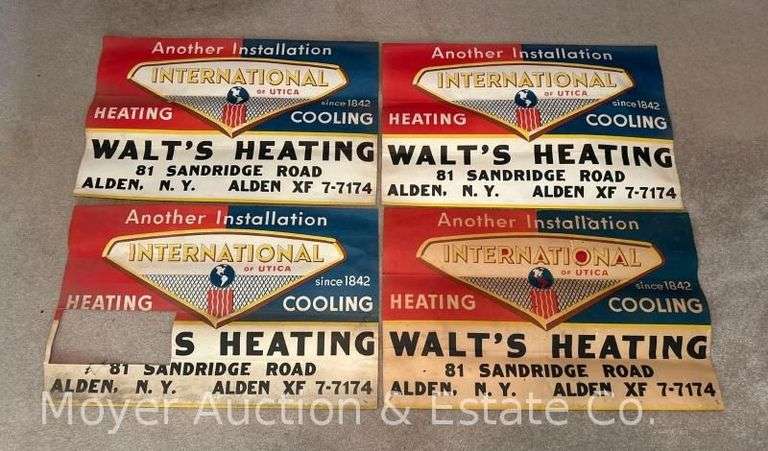 Another Installation
INTERNATIONAL
OF UTICA
since 1842
HEATING
COOLING
WALT'S HEATING
81 SANDRIDGE ROAD
ALDEN, N. Y. ALDEN XF 7-7174
Another Installation
INTERNATIONAL
OF UTICA
since 1842
HEATING
COOLING
WALT'S HEATING
81 SANDRIDGE ROAD
ALDEN, N. Y. ALDEN XF 7-7174
Another Installation
INTERNATIONAL
OF UTICA
since 1842
HEATING
COOLING
S HEATING
81 SANDRIDGE ROAD
ALDEN, N. Y. ALDEN XF 7-7174
Another Installation
INTERNATIONAL
OF UTICA
since 1842
HEATING
COOLING
WALT'S HEATING
81 SANDRIDGE ROAD
ALDEN, N. Y. ALDEN XF 7-7174
Moyer Auction & Estate Co.